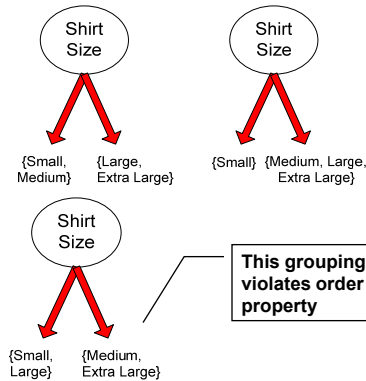 Shirt
Size
{Small,
Medium}
{Large,
Extra Large}
Shirt
Size
{Small}
{Medium, Large,
Extra Large}
Shirt
Size
{Small,
Large}
{Medium,
Extra Large}
This grouping
violates order
property